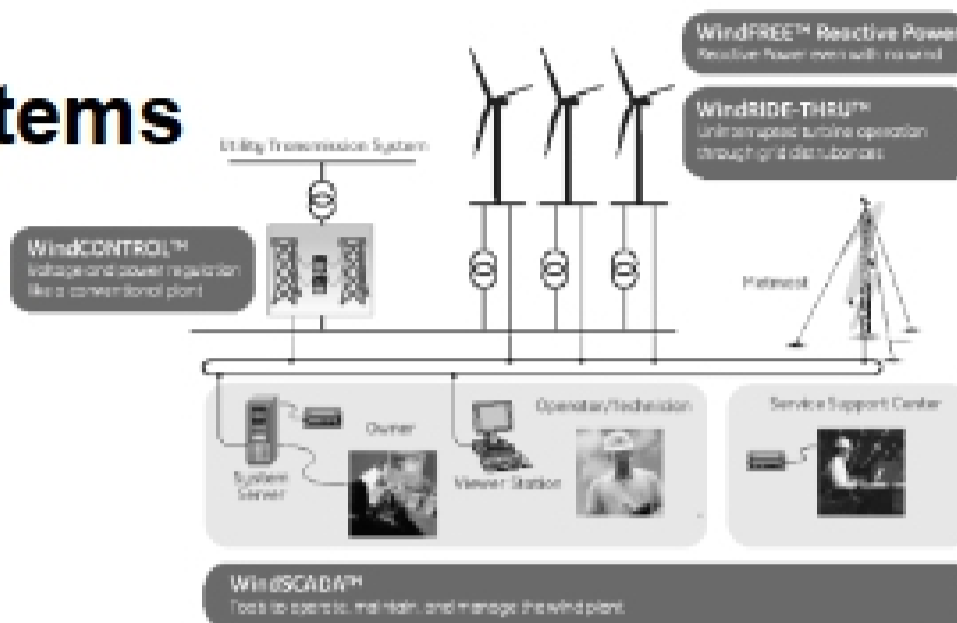 WindFREE™ Reactive Power
Reactive Power even with no wind
tems
WindRIDE-THRU™
Uninterrupted turbine operation
through grid disturbances
Utility Transmission System
WindCONTROL™
Voltage and power regulation
like a conventional plant
Metmast
Operator/Technician
Service Support Center
Owner
System
Server
Viewer Station
WindSCADA™
Tools to operate, maintain, and manage the wind plant